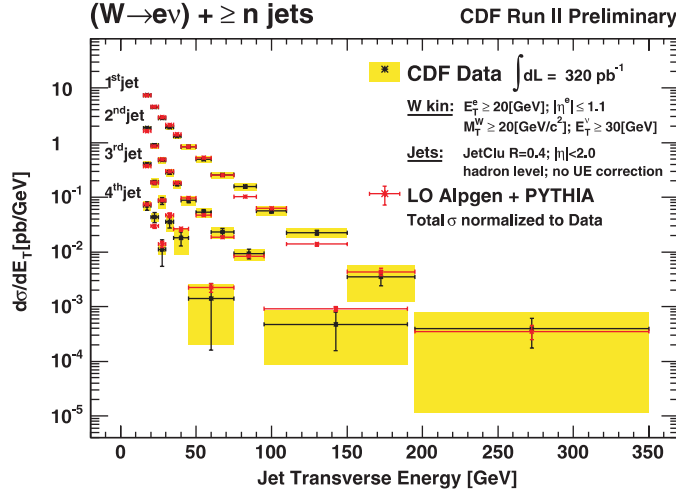 (W→eν) + ≥ n jets
CDF Run II Preliminary
CDF Data ∫dL = 320 pb⁻¹
W kin: E_T^e ≥ 20[GeV]; |η^e| ≤ 1.1
M_T^W ≥ 20[GeV/c²]; E_T^ν ≥ 30[GeV]
Jets: JetClu R=0.4; |η|<2.0
hadron level; no UE correction
LO Alpgen + PYTHIA
Total σ normalized to Data
1ˢᵗ jet
2ⁿᵈ jet
3ʳᵈ jet
4ᵗʰ jet
dσ/dE_T[pb/GeV]
10
1
10⁻¹
10⁻²
10⁻³
10⁻⁴
10⁻⁵
0 50 100 150 200 250 300 350
Jet Transverse Energy [GeV]